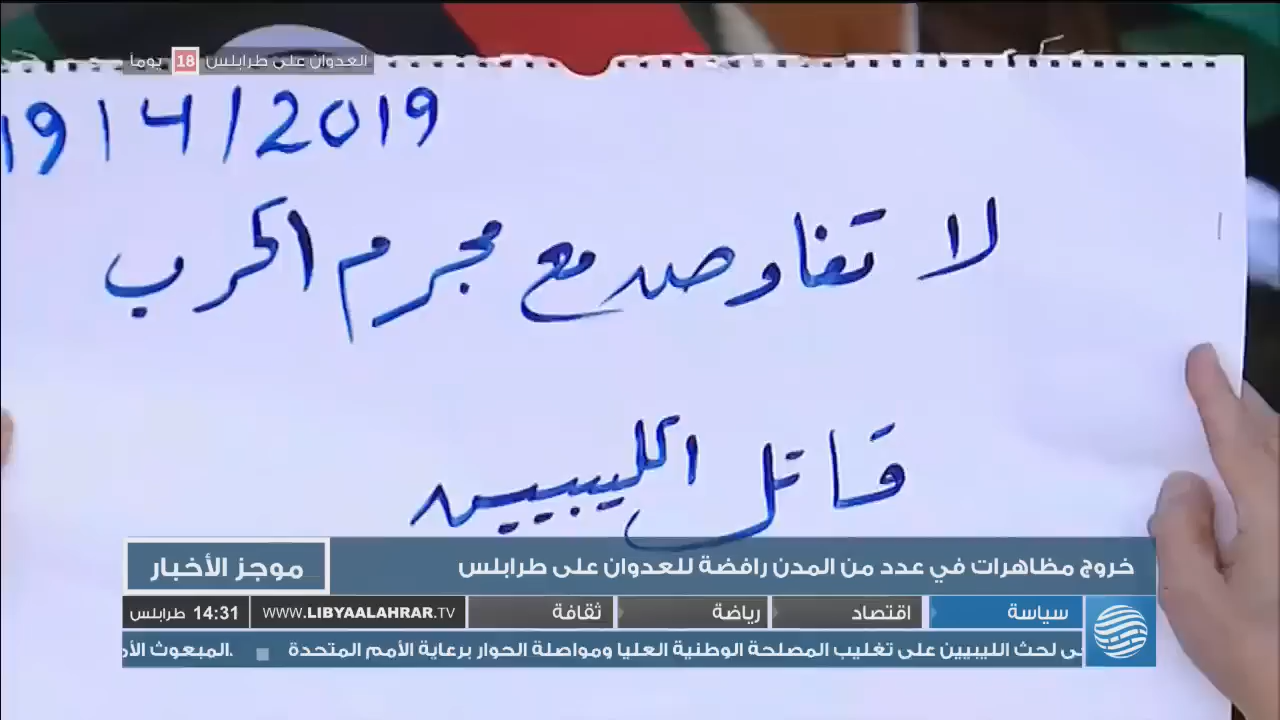 العدوان على طرابلس 18 يوماً
19/4/2019
لا تفاوض مع مجرم الحرب
قاتل الليبيين
خروج مظاهرات في عدد من المدن رافضة للعدوان على طرابلس
موجز الأخبار
سياسة
اقتصاد
رياضة
ثقافة
WWW.LIBYAALAHRAR.TV
14:31 طرابلس
لحث الليبيين على تغليب المصلحة الوطنية العليا ومواصلة الحوار برعاية الأمم المتحدة ■ المبعوث